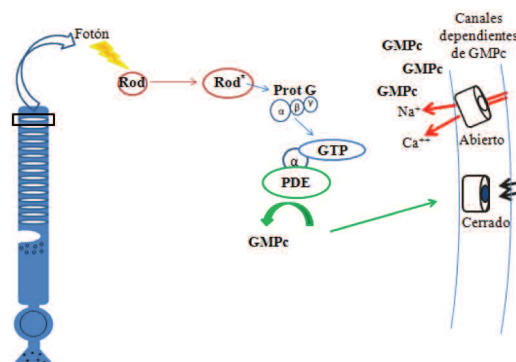 Fotón
Rod
Rod*
Prot G
α
β
γ
GTP
α
PDE
GMPc
Canales
dependientes
de GMPc
GMPc
GMPc
GMPc
Na⁺
Ca⁺⁺
Abierto
Cerrado